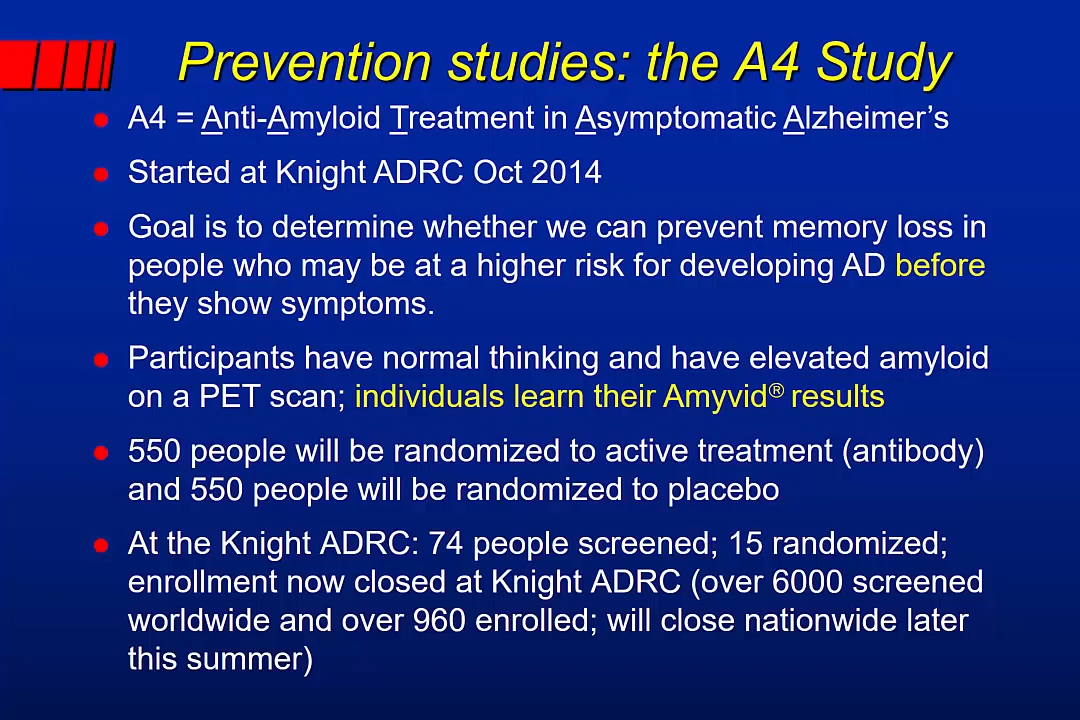 Prevention studies: the A4 Study
A4 = Anti-Amyloid Treatment in Asymptomatic Alzheimer’s
Started at Knight ADRC Oct 2014
Goal is to determine whether we can prevent memory loss in
people who may be at a higher risk for developing AD before
they show symptoms.
Participants have normal thinking and have elevated amyloid
on a PET scan; individuals learn their Amyvid® results
550 people will be randomized to active treatment (antibody)
and 550 people will be randomized to placebo
At the Knight ADRC: 74 people screened; 15 randomized;
enrollment now closed at Knight ADRC (over 6000 screened
worldwide and over 960 enrolled; will close nationwide later
this summer)